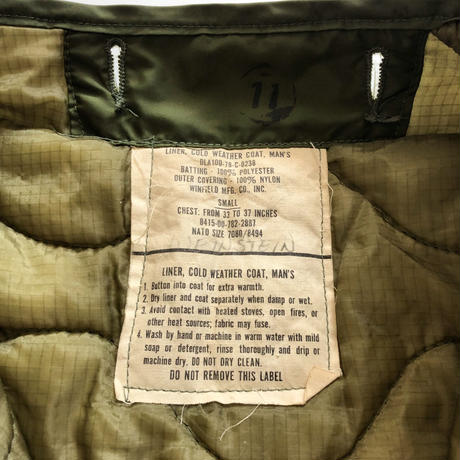 11
LINER, COLD WEATHER COAT, MAN'S
DLA100-78-C-0238
BATTING - 100% POLYESTER
OUTER COVERING - 100% NYLON
WINFIELD MFG. CO., INC.
SMALL
CHEST: FROM 33 TO 37 INCHES
8415-00-782-2887
NATO SIZE 7080/8494
LINER, COLD WEATHER COAT, MAN'S
1. Button into coat for extra warmth.
2. Dry liner and coat separately when damp or wet.
3. Avoid contact with heated stoves, open fires, or
other heat sources; fabric may fuse.
4. Wash by hand or machine in warm water with mild
soap or detergent, rinse thoroughly and drip or
machine dry. DO NOT DRY CLEAN.
DO NOT REMOVE THIS LABEL